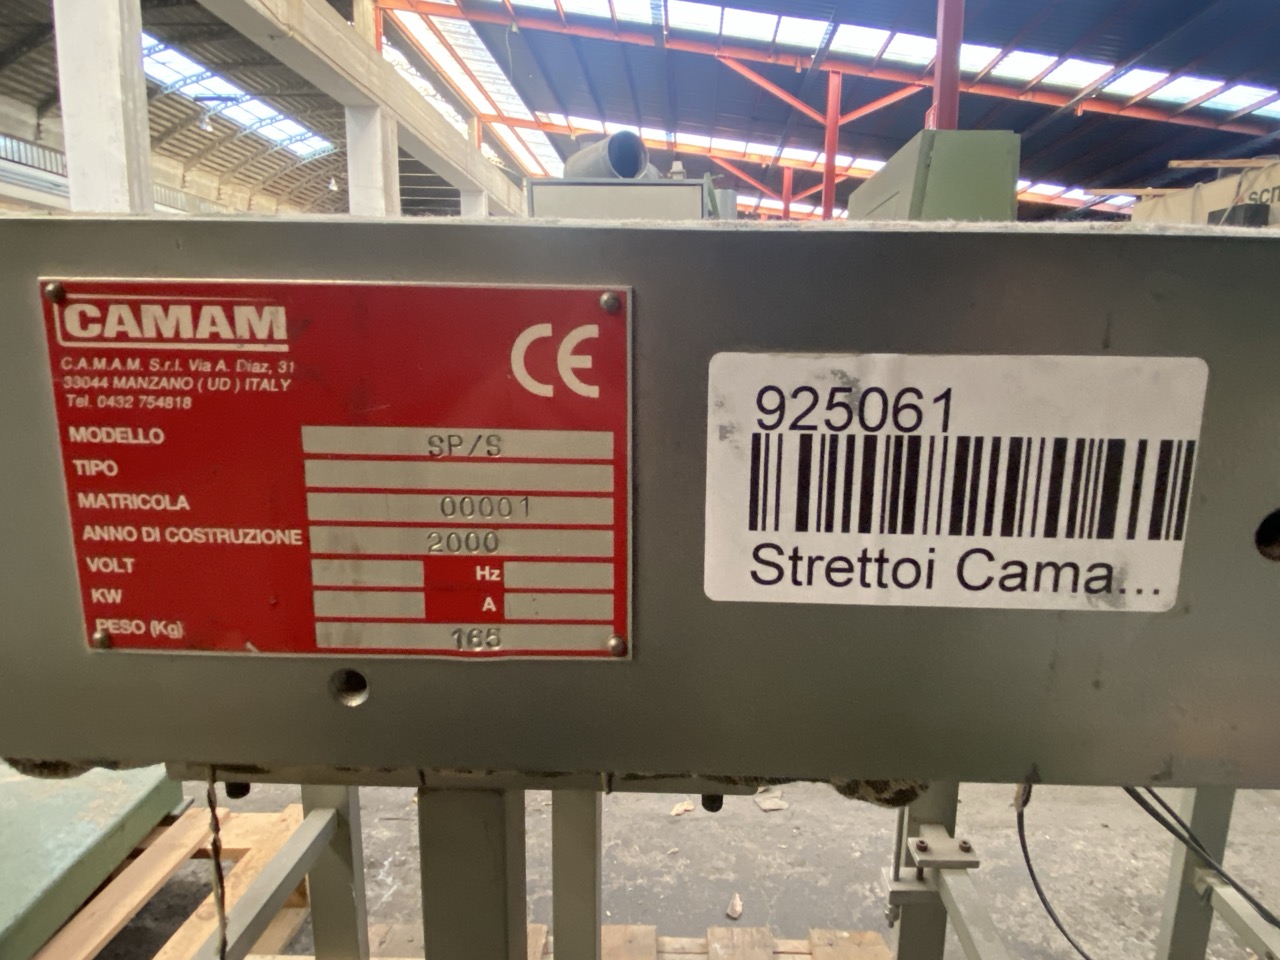 CAMAM
C.A.M.A.M. S.r.l. Via A. Diaz, 31
33044 MANZANO ( UD ) ITALY
Tel. 0432 754818
CE
MODELLO SP/S
TIPO
MATRICOLA 00001
ANNO DI COSTRUZIONE 2000
VOLT Hz
KW A
PESO (Kg) 165
925061
Strettoi Cama...